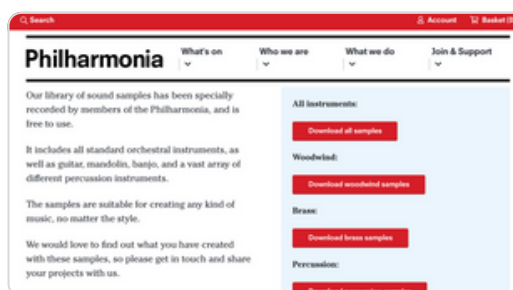 Search
Account
Basket (0
Philharmonia
What's on
Who we are
What we do
Join & Support
Our library of sound samples has been specially
recorded by members of the Philharmonia, and is
free to use.
It includes all standard orchestral instruments, as
well as guitar, mandolin, banjo, and a vast array of
different percussion instruments.
The samples are suitable for creating any kind of
music, no matter the style.
We would love to find out what you have created
with these samples, so please get in touch and share
your projects with us.
All instruments:
Download all samples
Woodwind:
Download woodwind samples
Brass:
Download brass samples
Percussion: